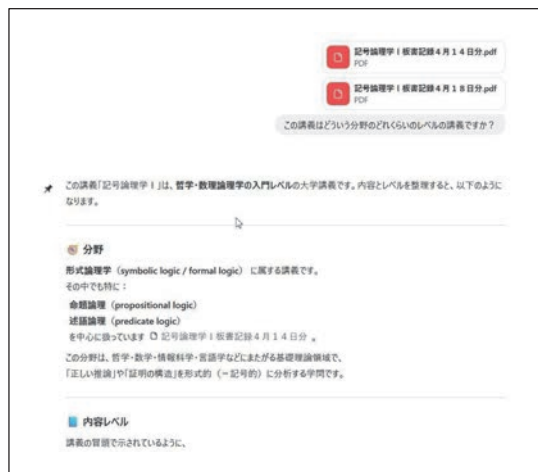 記号論理学Ⅰ板書記録4月14日分.pdf
PDF
記号論理学Ⅰ板書記録4月18日分.pdf
PDF
この講義はどういう分野のどれくらいのレベルの講義ですか？
この講義「記号論理学Ⅰ」は、哲学・数理論理学の入門レベルの大学講義です。内容とレベルを整理すると、以下のように
なります。
分野
形式論理学（symbolic logic / formal logic）に属する講義です。
その中でも特に：
命題論理（propositional logic）
述語論理（predicate logic）
を中心に扱っています 記号論理学Ⅰ板書記録4月14日分 。
この分野は、哲学・数学・情報科学・言語学などにまたがる基礎理論領域で、
「正しい推論」や「証明の構造」を形式的（＝記号的）に分析する学問です。
内容レベル
講義の冒頭で示されているように、